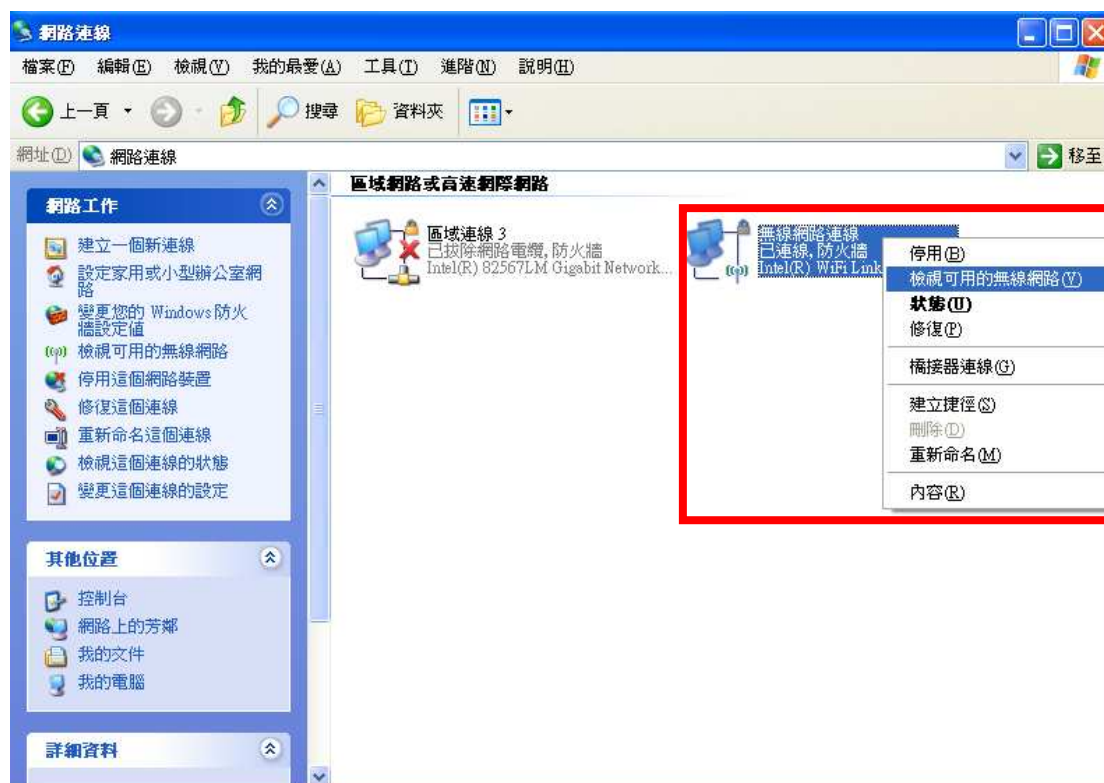 網路連線
檔案(F) 編輯(E) 檢視(V) 我的最愛(A) 工具(T) 進階(N) 說明(H)
上一頁 搜尋 資料夾
網址(D) 網路連線 移至
網路工作
建立一個新連線
設定家用或小型辦公室網
路
變更您的 Windows 防火
牆設定值
檢視可用的無線網路
停用這個網路裝置
修復這個連線
重新命名這個連線
檢視這個連線的狀態
變更這個連線的設定
其他位置
控制台
網路上的芳鄰
我的文件
我的電腦
詳細資料
區域網路或高速網際網路
區域連線 3
已拔除網路電纜, 防火牆
Intel(R) 82567LM Gigabit Network...
無線網路連線
已連線, 防火牆
Intel(R) WiFi Link
停用(B)
檢視可用的無線網路(V)
狀態(U)
修復(P)
橋接器連線(G)
建立捷徑(S)
刪除(D)
重新命名(M)
內容(R)